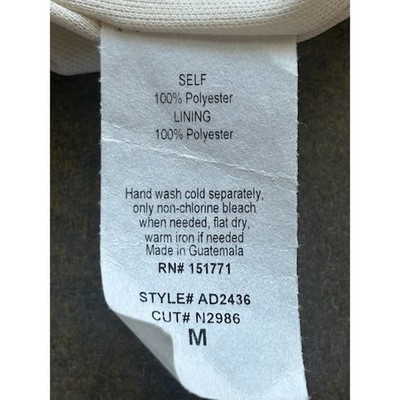 SELF
100% Polyester
LINING
100% Polyester
Hand wash cold separately,
only non-chlorine bleach
when needed, flat dry,
warm iron if needed
Made in Guatemala
RN# 151771
STYLE# AD2436
CUT# N2986
M